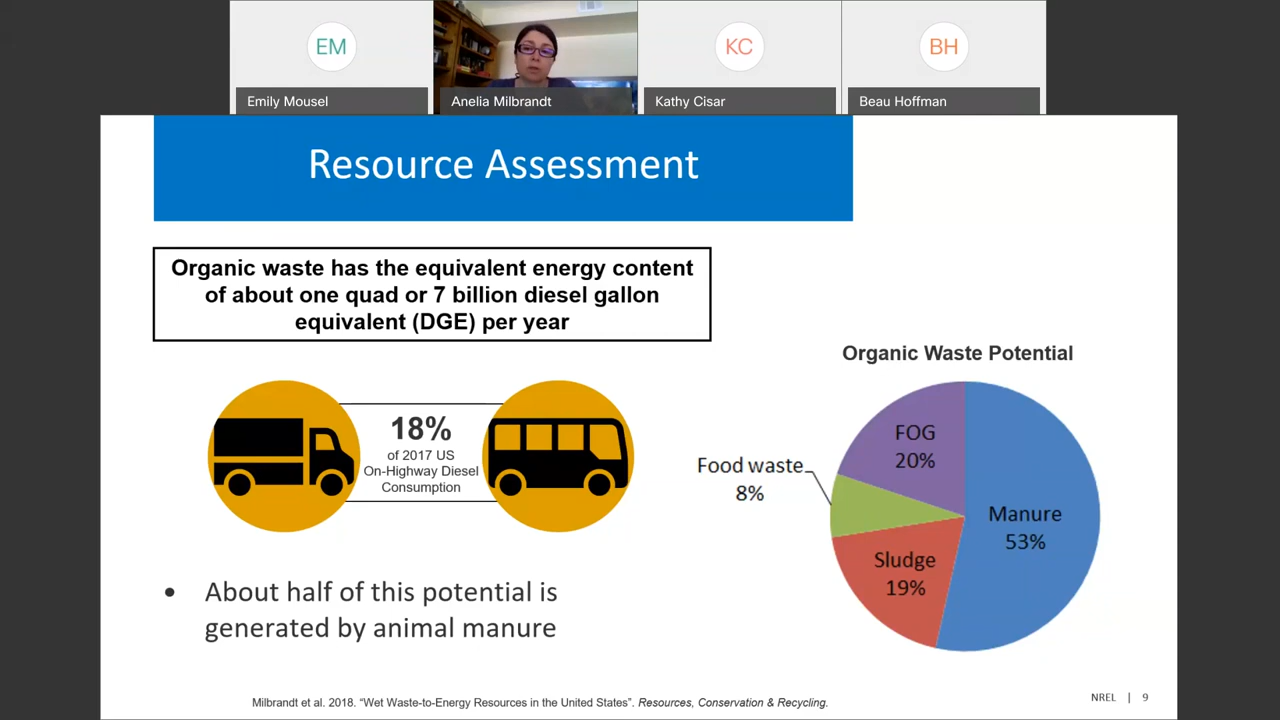 EM
KC
BH
Emily Mousel
Anelia Milbrandt
Kathy Cisar
Beau Hoffman
Resource Assessment
Organic waste has the equivalent energy content
of about one quad or 7 billion diesel gallon
equivalent (DGE) per year
18%
of 2017 US
On-Highway Diesel
Consumption
• About half of this potential is
generated by animal manure
Organic Waste Potential
FOG
20%
Food waste
8%
Manure
53%
Sludge
19%
Milbrandt et al. 2018. “Wet Waste-to-Energy Resources in the United States”. Resources, Conservation & Recycling.
NREL | 9